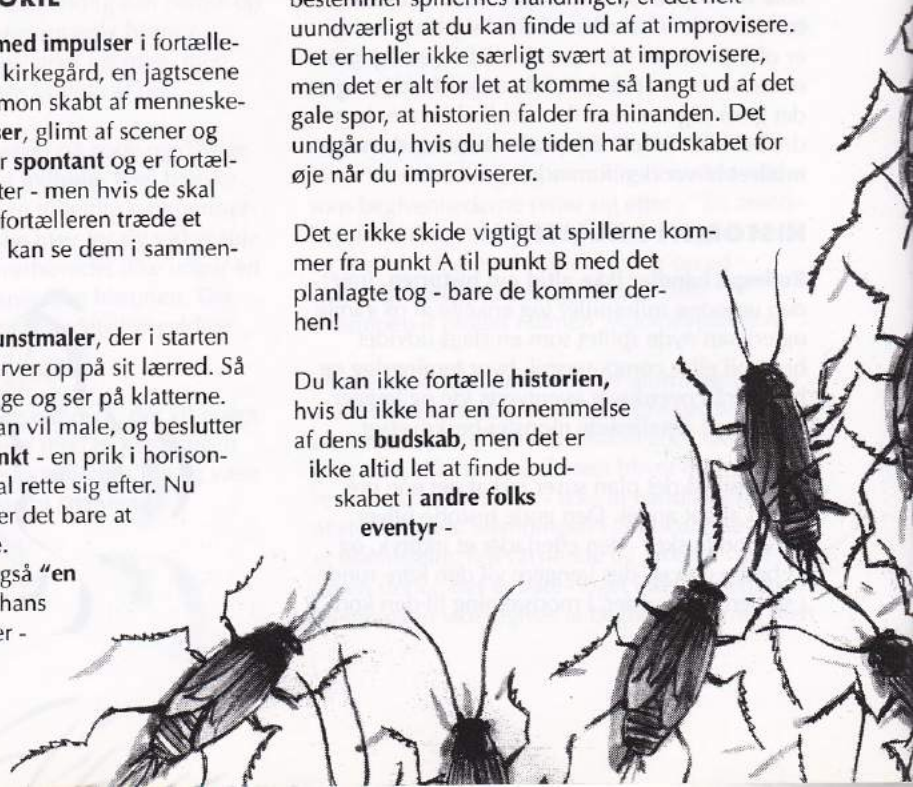 med impulser i fortælle-
kirkegård, en jagtscene
mon skabt af menneske-
ser, glimt af scener og
r spontant og er fortæl-
ter - men hvis de skal
fortælleren træde et
kan se dem i sammen-
unstmaler, der i starten
rver op på sit lærred. Så
ge og ser på klatterne.
an vil male, og beslutter
nkt - en prik i horison-
al rette sig efter. Nu
er det bare at
e.
gså "en
hans
er -
bestemmer spillernes handlinger, er det helt
uundværligt at du kan finde ud af at improvisere.
Det er heller ikke særligt svært at improvisere,
men det er alt for let at komme så langt ud af det
gale spor, at historien falder fra hinanden. Det
undgår du, hvis du hele tiden har budskabet for
øje når du improviserer.
Det er ikke skide vigtigt at spillerne kom-
mer fra punkt A til punkt B med det
planlagte tog - bare de kommer der-
hen!
Du kan ikke fortælle historien,
hvis du ikke har en fornemmelse
af dens budskab, men det er
ikke altid let at finde bud-
skabet i andre folks
eventyr -